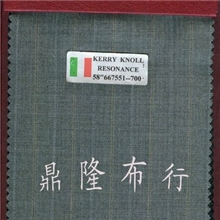 KERRY KNOLL
RESONANCE
58"667551-700
鼎隆布行